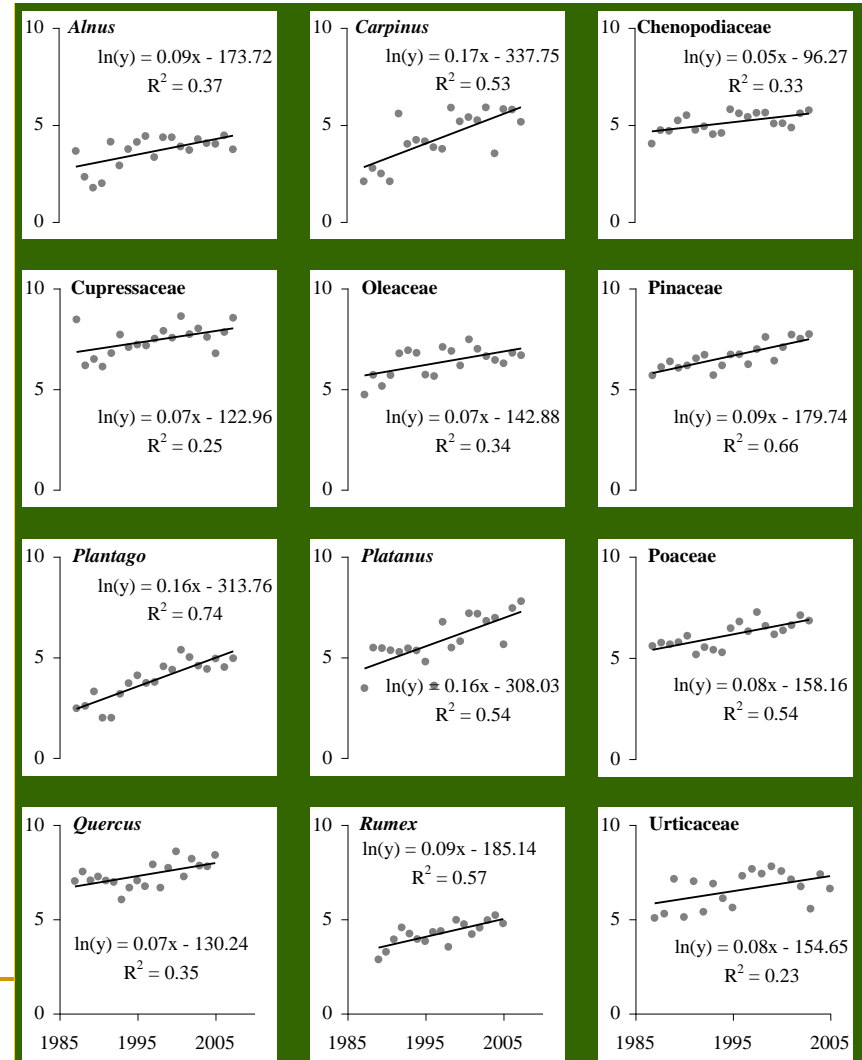 Alnus
10
ln(y) = 0.09x - 173.72
R² = 0.37
5
0
Carpinus
10
ln(y) = 0.17x - 337.75
R² = 0.53
5
0
Chenopodiaceae
10
ln(y) = 0.05x - 96.27
R² = 0.33
5
0
Cupressaceae
10
5
ln(y) = 0.07x - 122.96
R² = 0.25
0
Oleaceae
10
5
ln(y) = 0.07x - 142.88
R² = 0.34
0
Pinaceae
10
5
ln(y) = 0.09x - 179.74
R² = 0.66
0
Plantago
10
ln(y) = 0.16x - 313.76
R² = 0.74
5
0
Platanus
10
5
ln(y) = 0.16x - 308.03
R² = 0.54
0
Poaceae
10
5
ln(y) = 0.08x - 158.16
R² = 0.54
0
Quercus
10
5
ln(y) = 0.07x - 130.24
R² = 0.35
0
1985 1995 2005
Rumex
10
ln(y) = 0.09x - 185.14
R² = 0.57
5
0
1985 1995 2005
Urticaceae
10
5
ln(y) = 0.08x - 154.65
R² = 0.23
0
1985 1995 2005